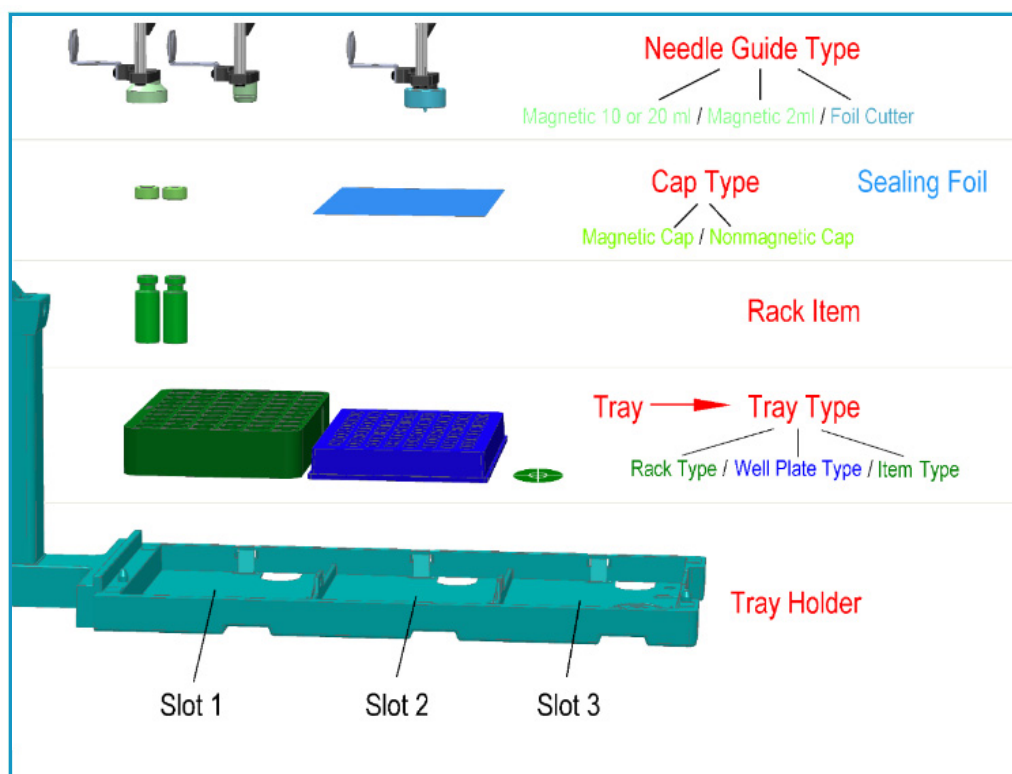 Needle Guide Type
Magnetic 10 or 20 ml / Magnetic 2ml / Foil Cutter
Cap Type
Sealing Foil
Magnetic Cap / Nonmagnetic Cap
Rack Item
Tray
Tray Type
Rack Type / Well Plate Type / Item Type
Tray Holder
Slot 1
Slot 2
Slot 3